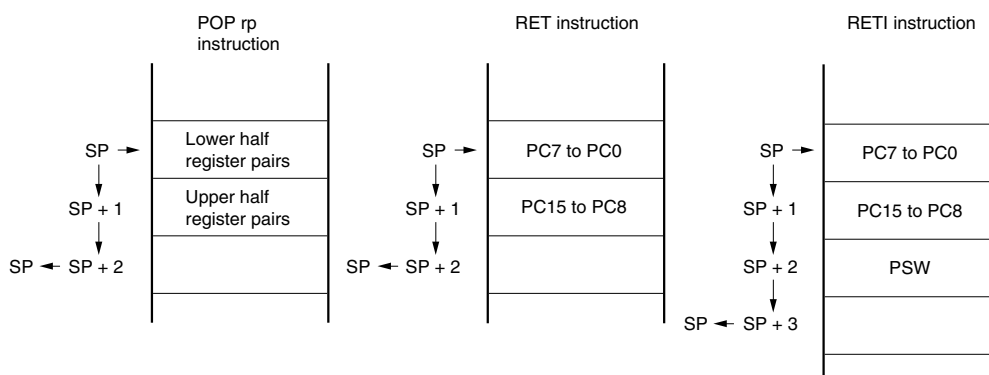 POP rp
instruction
SP
Lower half
register pairs
SP + 1
Upper half
register pairs
SP
SP + 2
RET instruction
SP
PC7 to PC0
SP + 1
PC15 to PC8
SP
SP + 2
RETI instruction
SP
PC7 to PC0
SP + 1
PC15 to PC8
SP + 2
PSW
SP
SP + 3